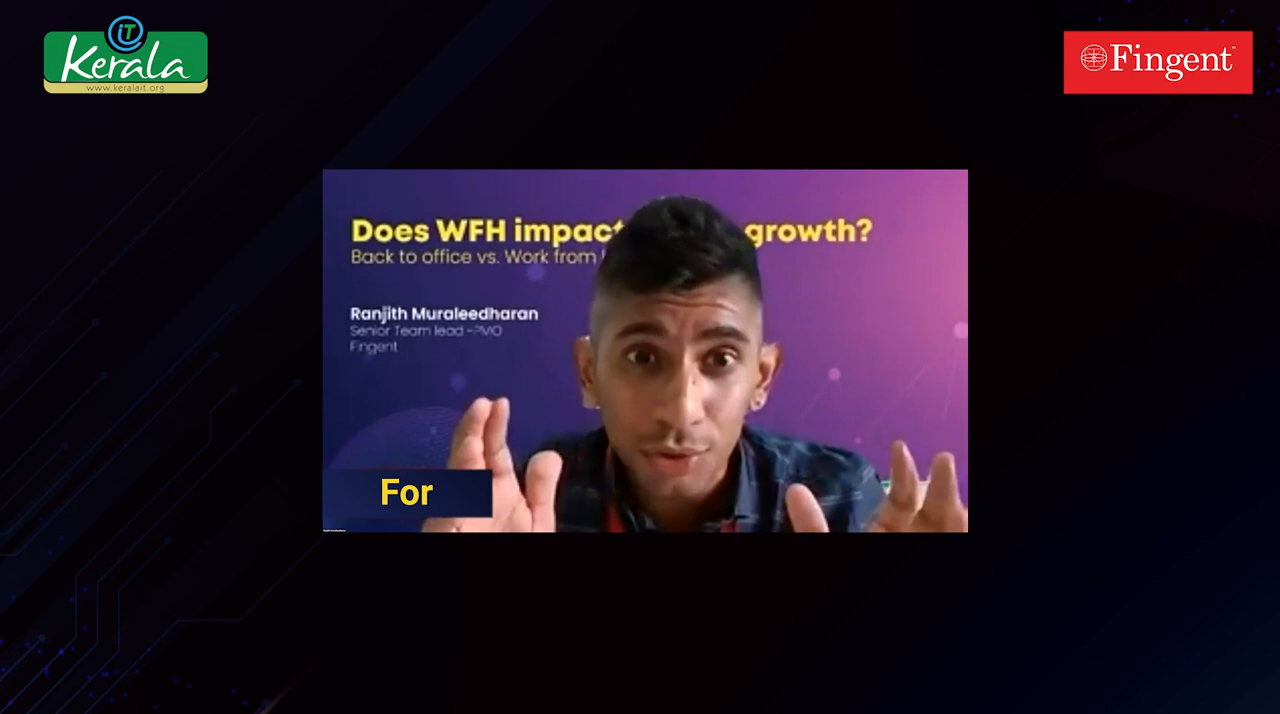 iT
Kerala
www.keralait.org
Fingent
Does WFH impact growth?
Back to office vs. Work from
Ranjith Muraleedharan
Senior Team lead -PMO
Fingent
For